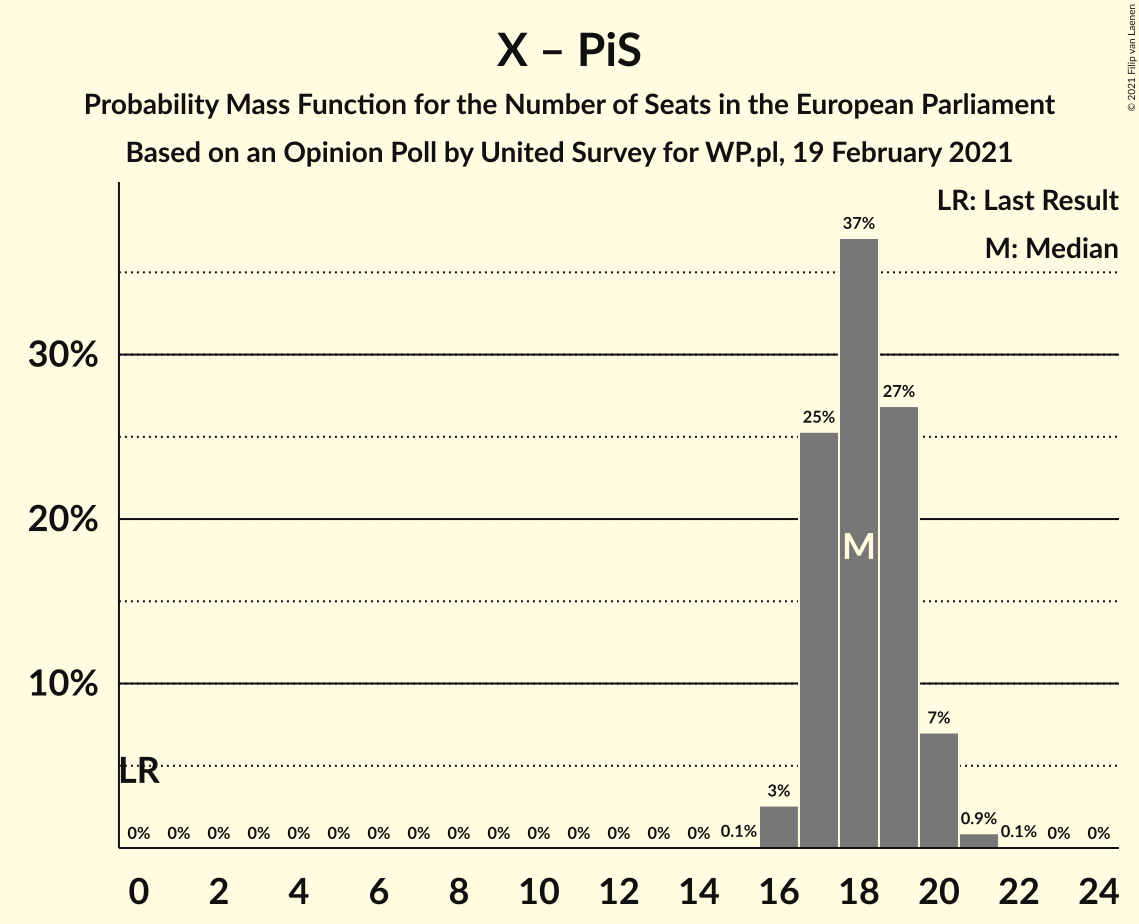 X – PiS
Probability Mass Function for the Number of Seats in the European Parliament
Based on an Opinion Poll by United Survey for WP.pl, 19 February 2021
© 2021 Filip van Laenen
LR: Last Result
M: Median
30%
20%
10%
LR
M
0% 0% 0% 0% 0% 0% 0% 0% 0% 0% 0% 0% 0% 0% 0% 0.1% 3% 25% 37% 27% 7% 0.9% 0.1% 0% 0%
0 2 4 6 8 10 12 14 16 18 20 22 24